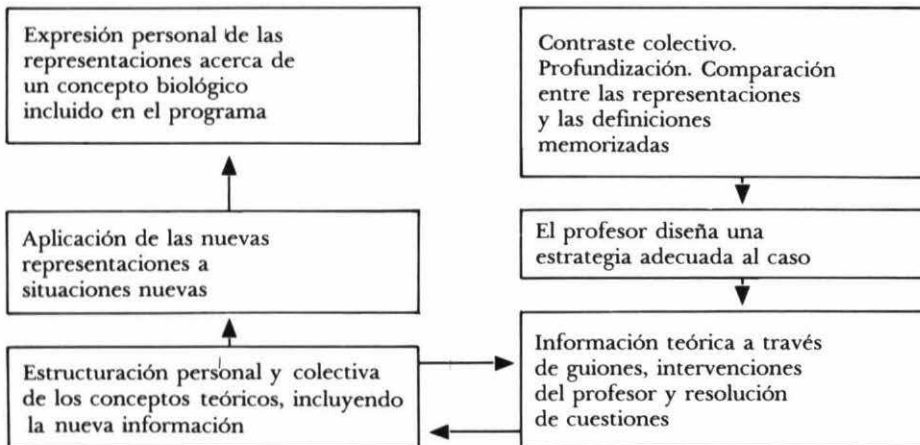 Expresión personal de las
representaciones acerca de
un concepto biológico
incluido en el programa
Contraste colectivo.
Profundización. Comparación
entre las representaciones
y las definiciones
memorizadas
Aplicación de las nuevas
representaciones a
situaciones nuevas
El profesor diseña una
estrategia adecuada al caso
Estructuración personal y colectiva
de los conceptos teóricos, incluyendo
la nueva información
Información teórica a través
de guiones, intervenciones
del profesor y resolución
de cuestiones